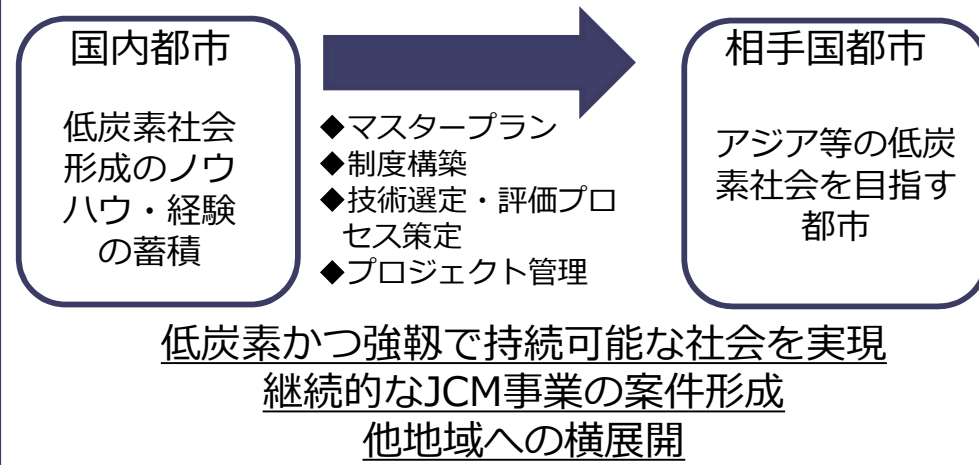 国内都市
低炭素社会
形成のノウ
ハウ・経験
の蓄積
◆マスタープラン
◆制度構築
◆技術選定・評価プロ
セス策定
◆プロジェクト管理
相手国都市
アジア等の低炭
素社会を目指す
都市
低炭素かつ強靱で持続可能な社会を実現
継続的なJCM事業の案件形成
他地域への横展開